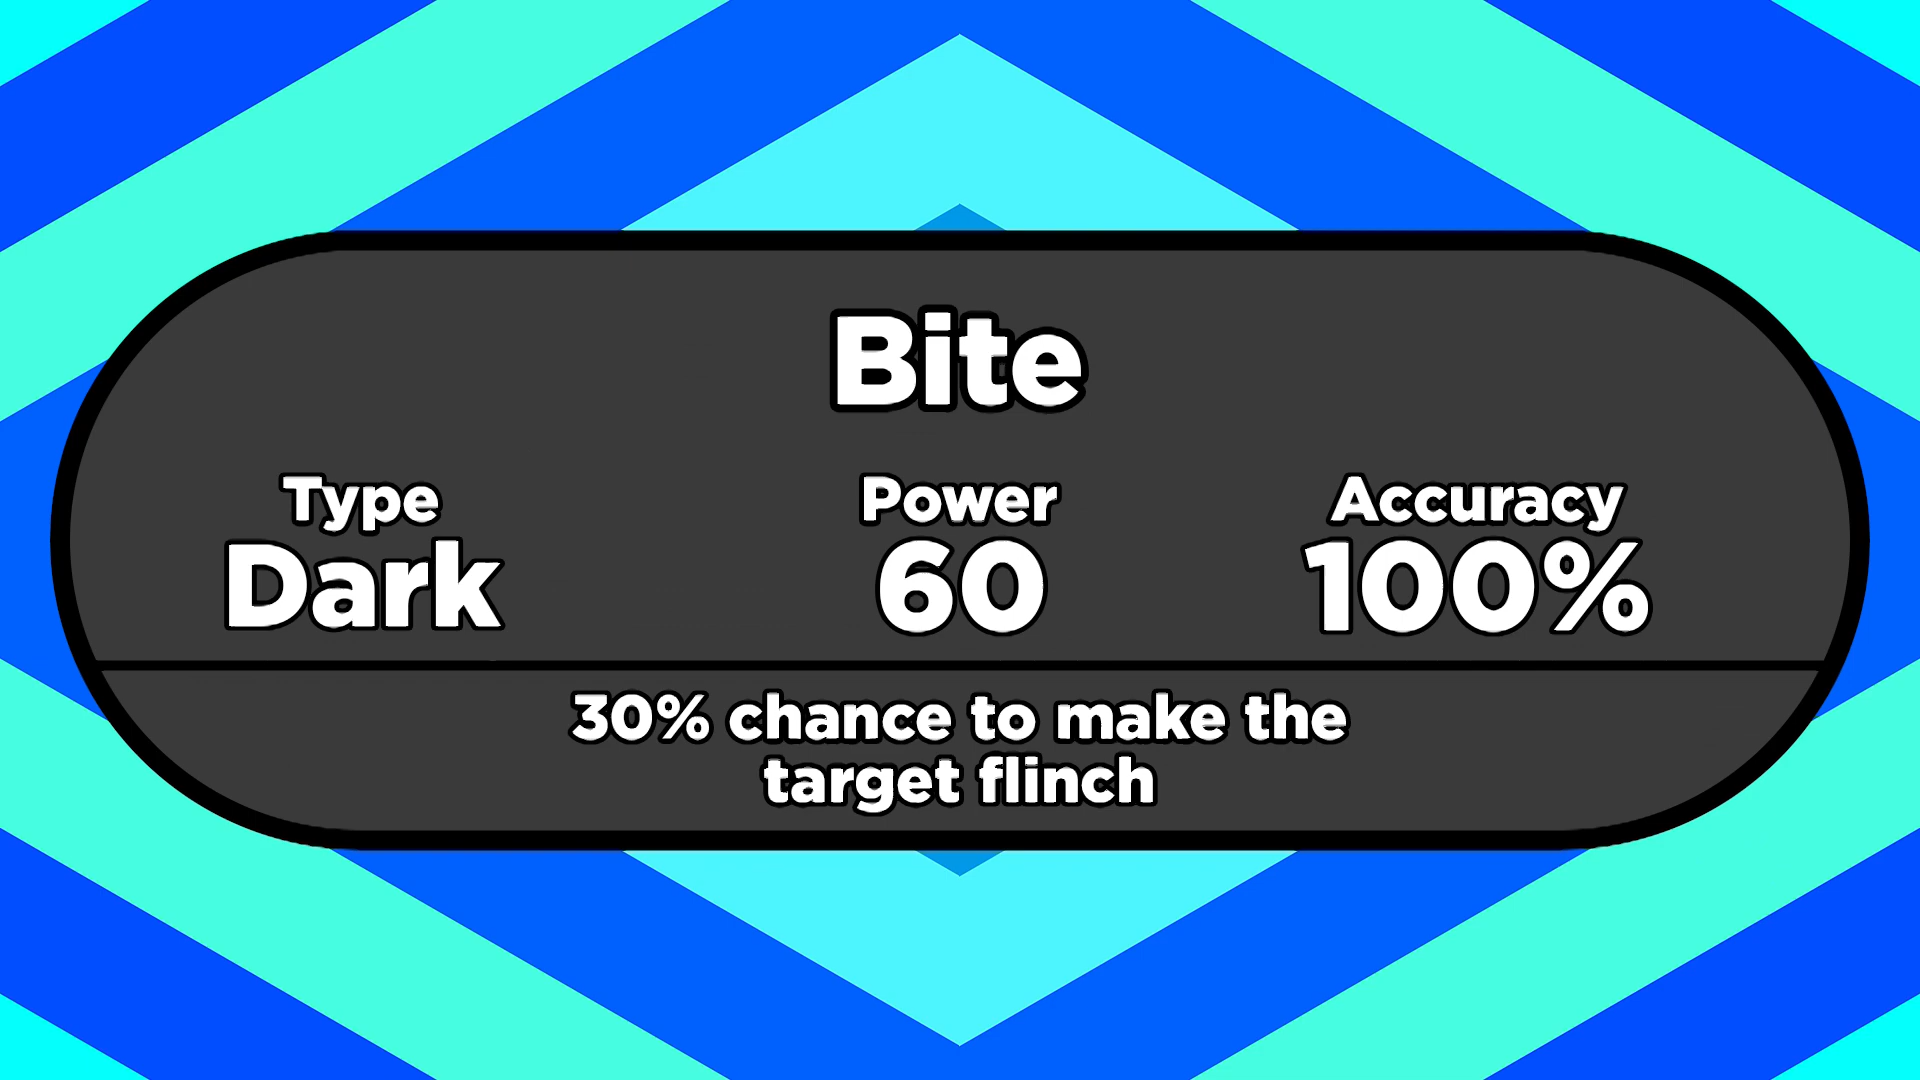 Bite
Type
Dark
Power
60
Accuracy
100%
30% chance to make the
target flinch